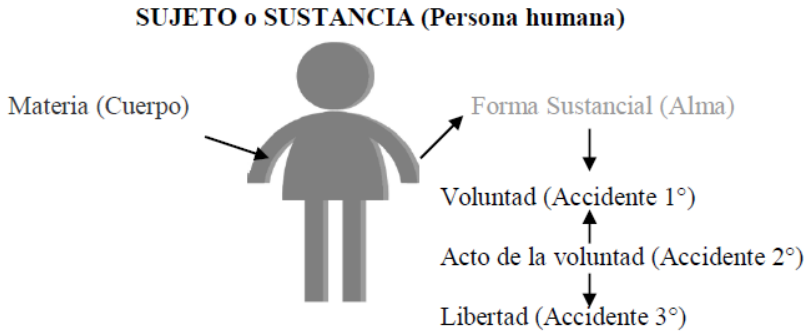 SUJETO o SUSTANCIA (Persona humana)
Materia (Cuerpo)
Forma Sustancial (Alma)
Voluntad (Accidente 1°)
Acto de la voluntad (Accidente 2°)
Libertad (Accidente 3°)